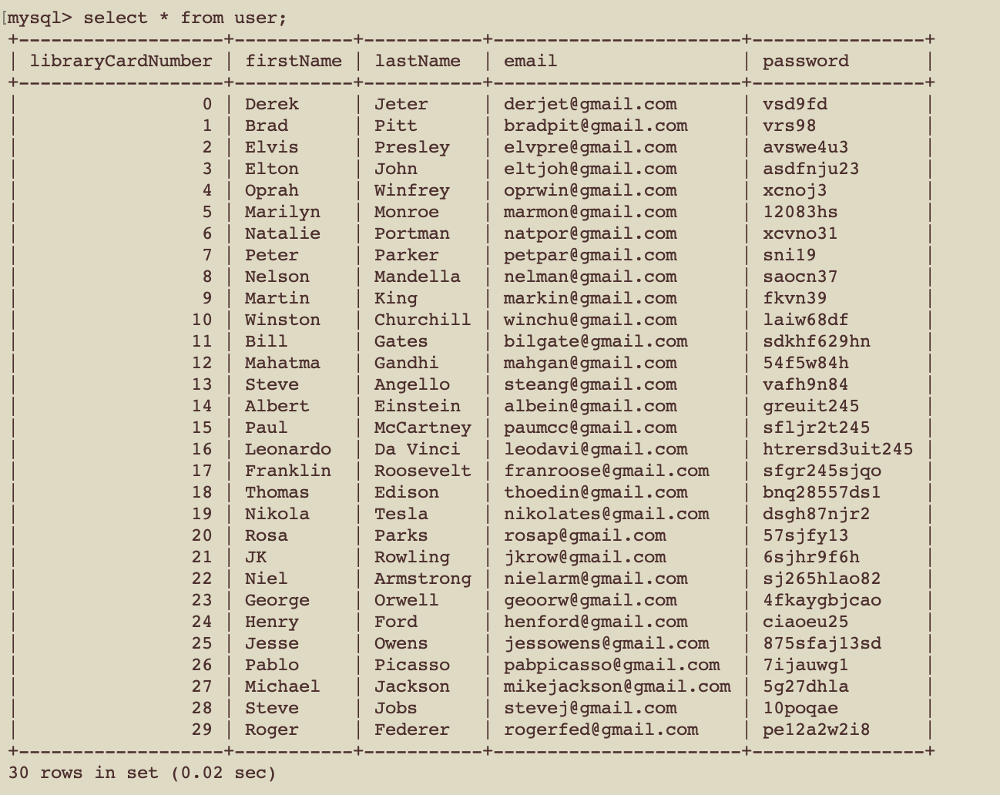 [mysql> select * from user;
+-------------------+-----------+-----------+-----------------------+----------------+
| libraryCardNumber | firstName | lastName  | email                 | password       |
+-------------------+-----------+-----------+-----------------------+----------------+
|                 0 | Derek     | Jeter     | derjet@gmail.com      | vsd9fd         |
|                 1 | Brad      | Pitt      | bradpit@gmail.com     | vrs98          |
|                 2 | Elvis     | Presley   | elvpre@gmail.com      | avswe4u3       |
|                 3 | Elton     | John      | eltjoh@gmail.com      | asdfnju23      |
|                 4 | Oprah     | Winfrey   | oprwin@gmail.com      | xcnoj3         |
|                 5 | Marilyn   | Monroe    | marmon@gmail.com      | 12083hs        |
|                 6 | Natalie   | Portman   | natpor@gmail.com      | xcvno31        |
|                 7 | Peter     | Parker    | petpar@gmail.com      | sni19          |
|                 8 | Nelson    | Mandella  | nelman@gmail.com      | saocn37        |
|                 9 | Martin    | King      | markin@gmail.com      | fkvn39         |
|                10 | Winston   | Churchill | winchu@gmail.com      | laiw68df       |
|                11 | Bill      | Gates     | bilgate@gmail.com     | sdkhf629hn     |
|                12 | Mahatma   | Gandhi    | mahgan@gmail.com      | 54f5w84h       |
|                13 | Steve     | Angello   | steang@gmail.com      | vafh9n84       |
|                14 | Albert    | Einstein  | albein@gmail.com      | greuit245      |
|                15 | Paul      | McCartney | paumcc@gmail.com      | sfljr2t245     |
|                16 | Leonardo  | Da Vinci  | leodavi@gmail.com     | htrersd3uit245 |
|                17 | Franklin  | Roosevelt | franroose@gmail.com   | sfgr245sjqo    |
|                18 | Thomas    | Edison    | thoedin@gmail.com     | bnq28557ds1    |
|                19 | Nikola    | Tesla     | nikolates@gmail.com   | dsgh87njr2     |
|                20 | Rosa      | Parks     | rosap@gmail.com       | 57sjfy13       |
|                21 | JK        | Rowling   | jkrow@gmail.com       | 6sjhr9f6h      |
|                22 | Niel      | Armstrong | nielarm@gmail.com     | sj265hlao82    |
|                23 | George    | Orwell    | geoorw@gmail.com      | 4fkaygbjcao    |
|                24 | Henry     | Ford      | henford@gmail.com     | ciaoeu25       |
|                25 | Jesse     | Owens     | jessowens@gmail.com   | 875sfaj13sd    |
|                26 | Pablo     | Picasso   | pabpicasso@gmail.com  | 7ijauwg1       |
|                27 | Michael   | Jackson   | mikejackson@gmail.com | 5g27dhla       |
|                28 | Steve     | Jobs      | stevej@gmail.com      | 10poqae        |
|                29 | Roger     | Federer   | rogerfed@gmail.com    | pe12a2w2i8     |
+-------------------+-----------+-----------+-----------------------+----------------+
30 rows in set (0.02 sec)